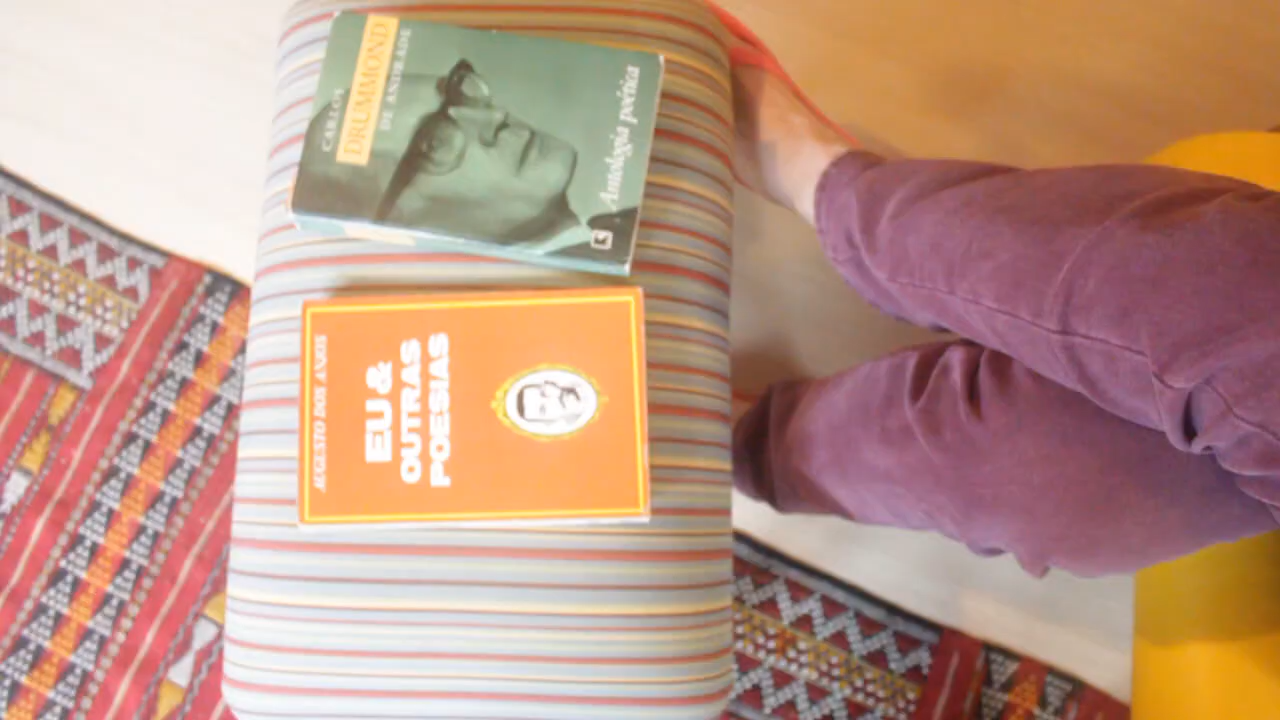 CARLOS
DRUMMOND
DE ANDRADE
Antologia poética
AUGUSTO DOS ANJOS
EU &
OUTRAS
POESIAS